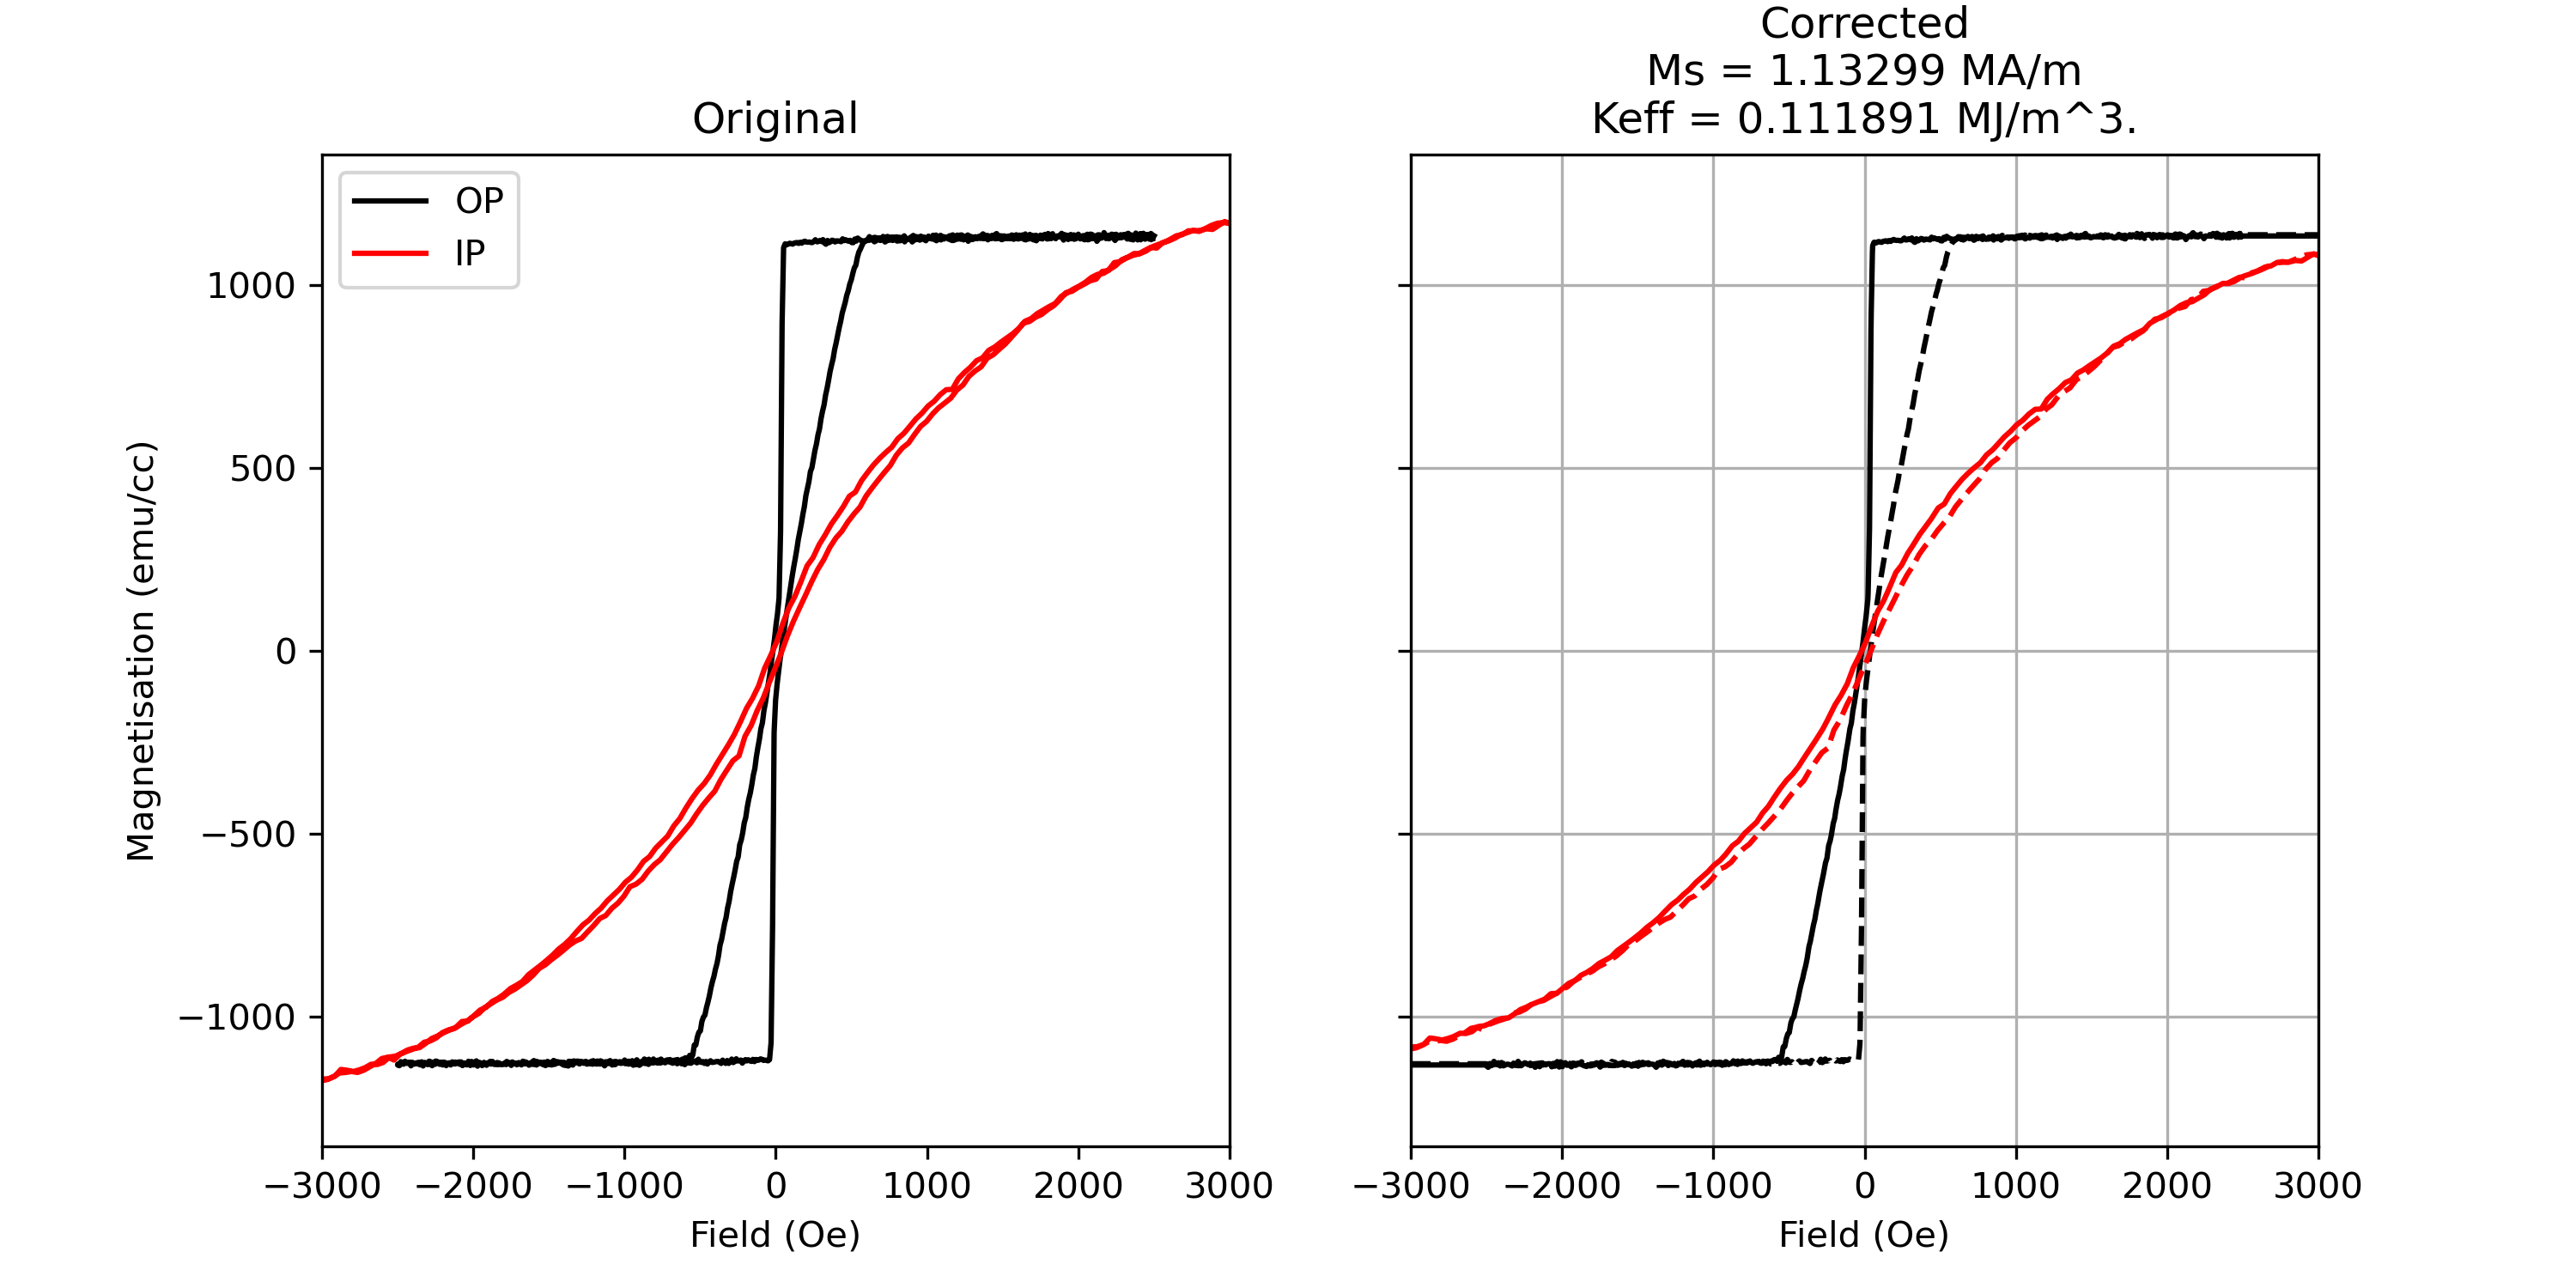 Original
OP
IP
1000
500
0
−500
−1000
Magnetisation (emu/cc)
−3000 −2000 −1000 0 1000 2000 3000
Field (Oe)
Corrected
Ms = 1.13299 MA/m
Keff = 0.111891 MJ/m^3.
−3000 −2000 −1000 0 1000 2000 3000
Field (Oe)